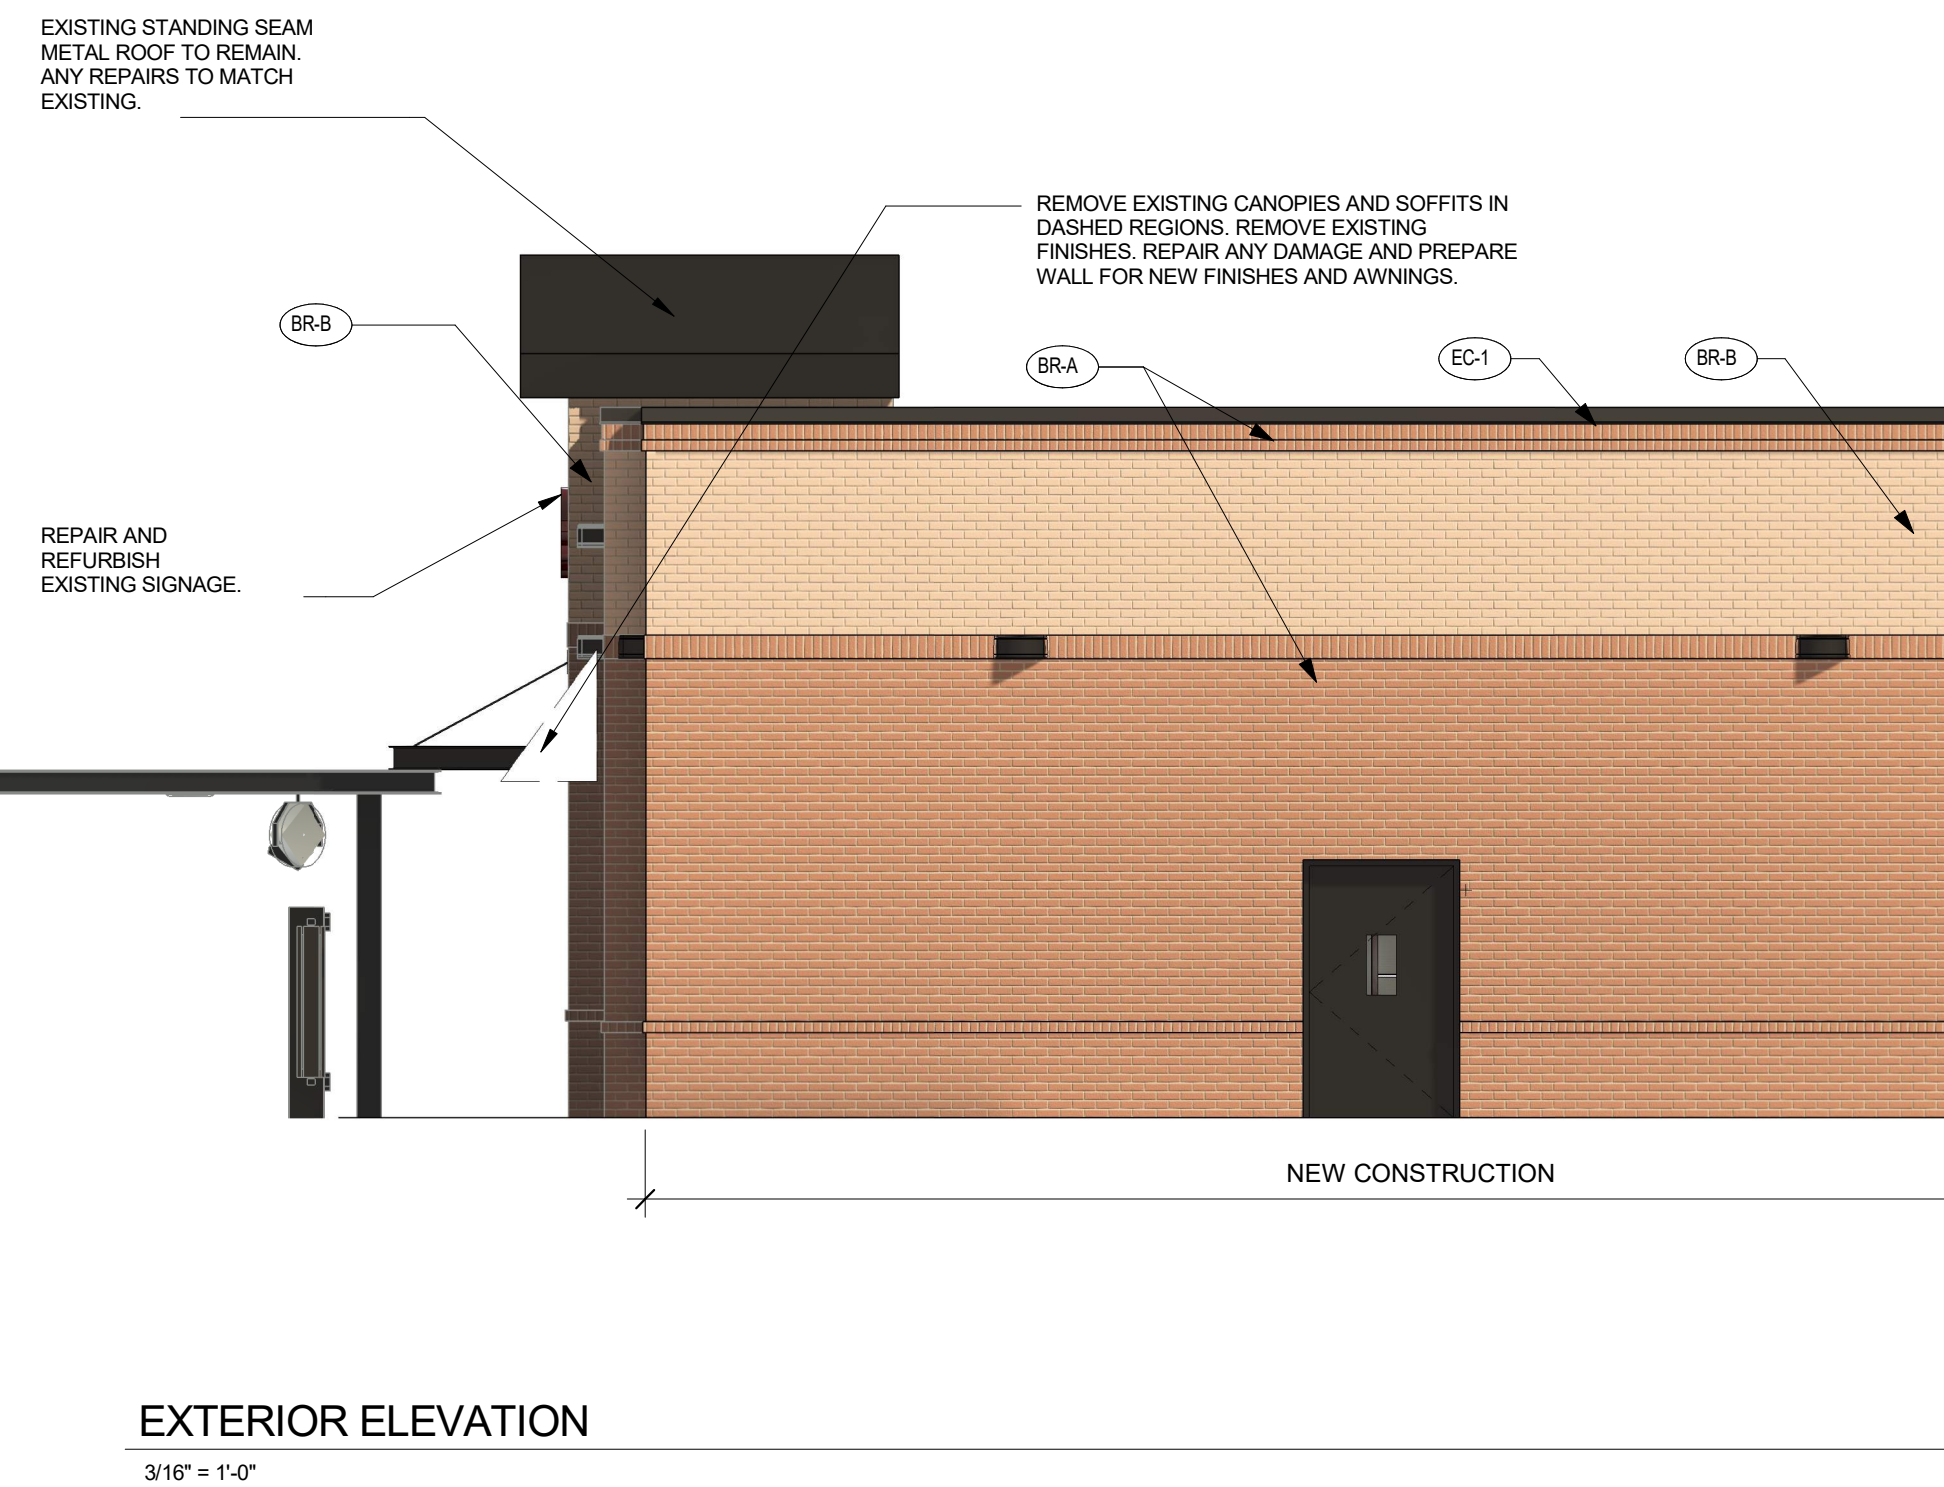 EXISTING STANDING SEAM
METAL ROOF TO REMAIN.
ANY REPAIRS TO MATCH
EXISTING.
REMOVE EXISTING CANOPIES AND SOFFITS IN
DASHED REGIONS. REMOVE EXISTING
FINISHES. REPAIR ANY DAMAGE AND PREPARE
WALL FOR NEW FINISHES AND AWNINGS.
BR-B
BR-A
EC-1
BR-B
REPAIR AND
REFURBISH
EXISTING SIGNAGE.
NEW CONSTRUCTION
EXTERIOR ELEVATION
3/16" = 1'-0"